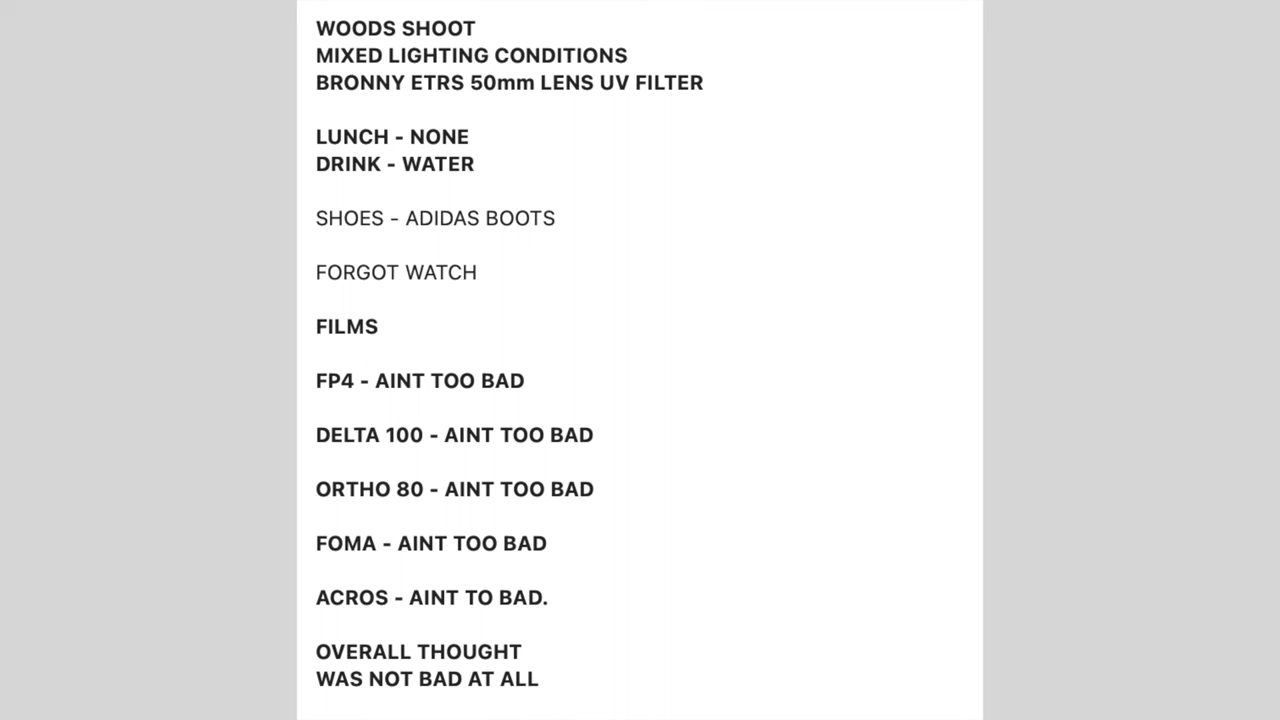 WOODS SHOOT
MIXED LIGHTING CONDITIONS
BRONNY ETRS 50mm LENS UV FILTER
LUNCH - NONE
DRINK - WATER
SHOES - ADIDAS BOOTS
FORGOT WATCH
FILMS
FP4 - AINT TOO BAD
DELTA 100 - AINT TOO BAD
ORTHO 80 - AINT TOO BAD
FOMA - AINT TOO BAD
ACROS - AINT TO BAD.
OVERALL THOUGHT
WAS NOT BAD AT ALL